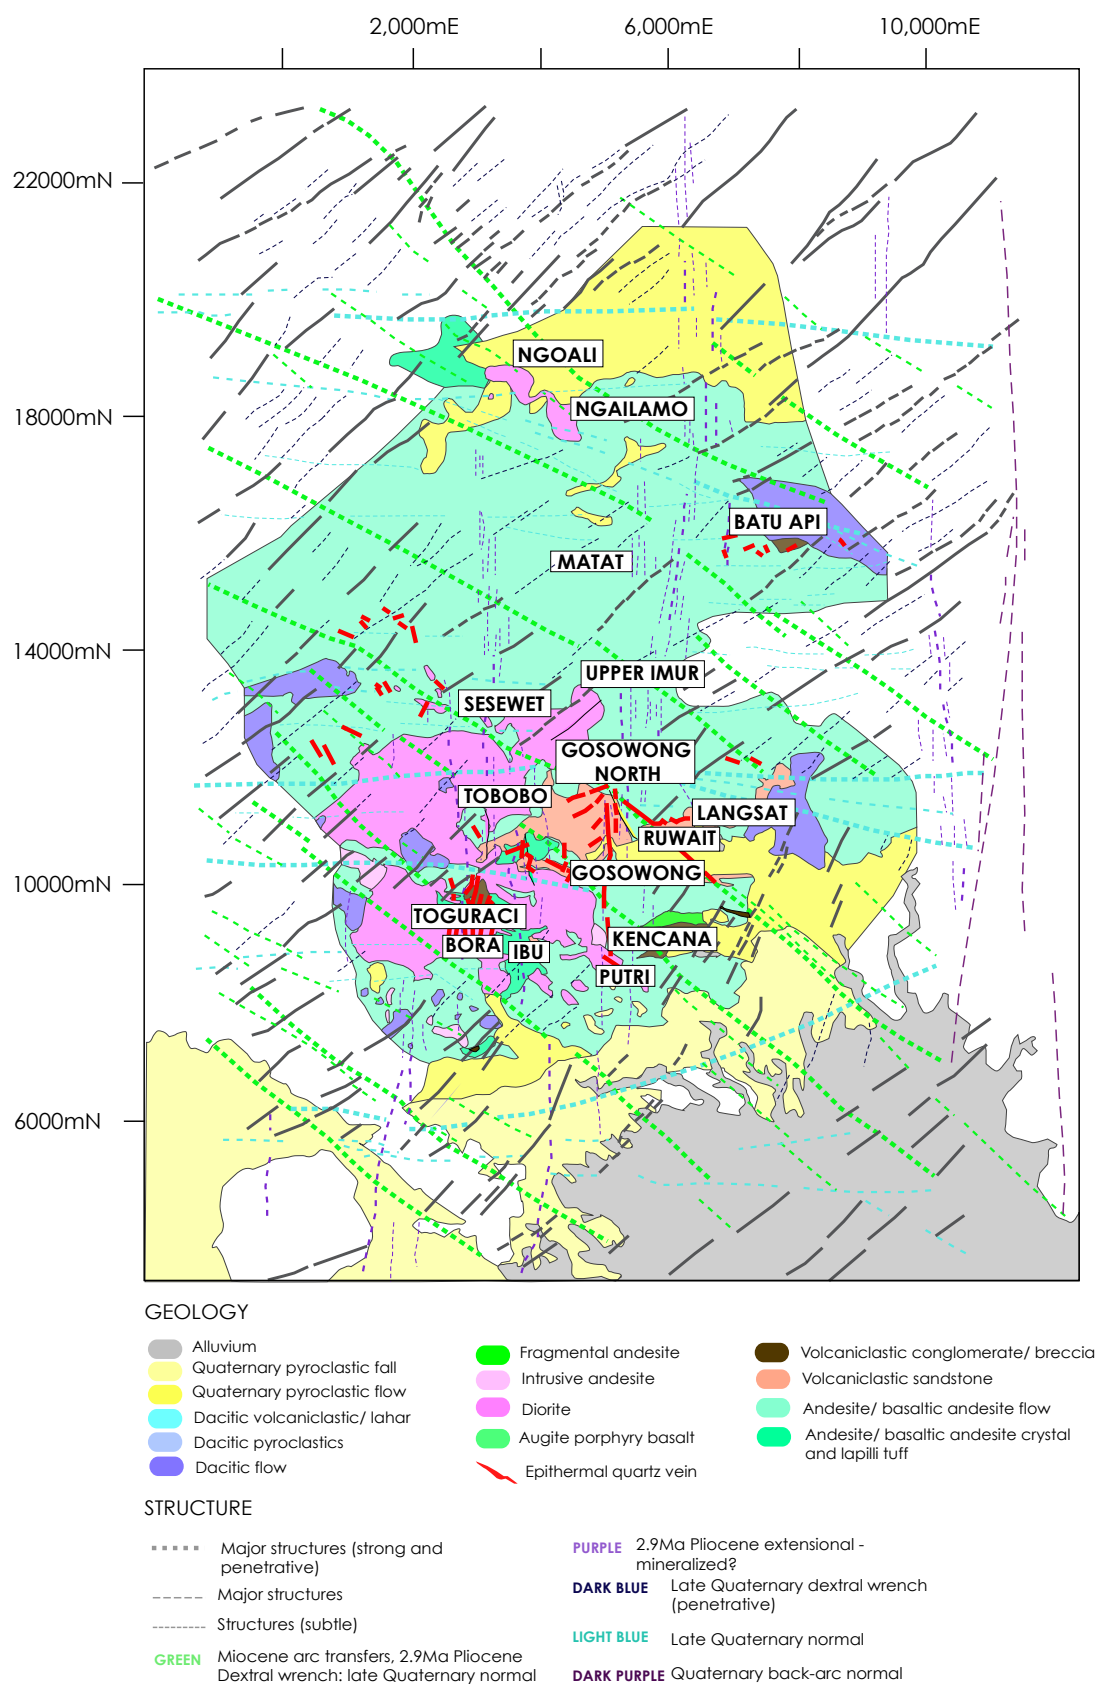 2,000mE
6,000mE
10,000mE
22000mN
18000mN
14000mN
10000mN
6000mN
NGOALI
NGAILAMO
BATU API
MATAT
UPPER IMUR
SESEWET
GOSOWONG
NORTH
TOBOBO
LANGSAT
RUWAIT
GOSOWONG
TOGURACI
BORA
IBU
KENCANA
PUTRI
GEOLOGY
Alluvium
Quaternary pyroclastic fall
Quaternary pyroclastic flow
Dacitic volcaniclastic/ lahar
Dacitic pyroclastics
Dacitic flow
Fragmental andesite
Intrusive andesite
Diorite
Augite porphyry basalt
Epithermal quartz vein
Volcaniclastic conglomerate/ breccia
Volcaniclastic sandstone
Andesite/ basaltic andesite flow
Andesite/ basaltic andesite crystal
and lapilli tuff
STRUCTURE
Major structures (strong and
penetrative)
Major structures
Structures (subtle)
GREEN Miocene arc transfers, 2.9Ma Pliocene
Dextral wrench: late Quaternary normal
PURPLE 2.9Ma Pliocene extensional -
mineralized?
DARK BLUE Late Quaternary dextral wrench
(penetrative)
LIGHT BLUE Late Quaternary normal
DARK PURPLE Quaternary back-arc normal